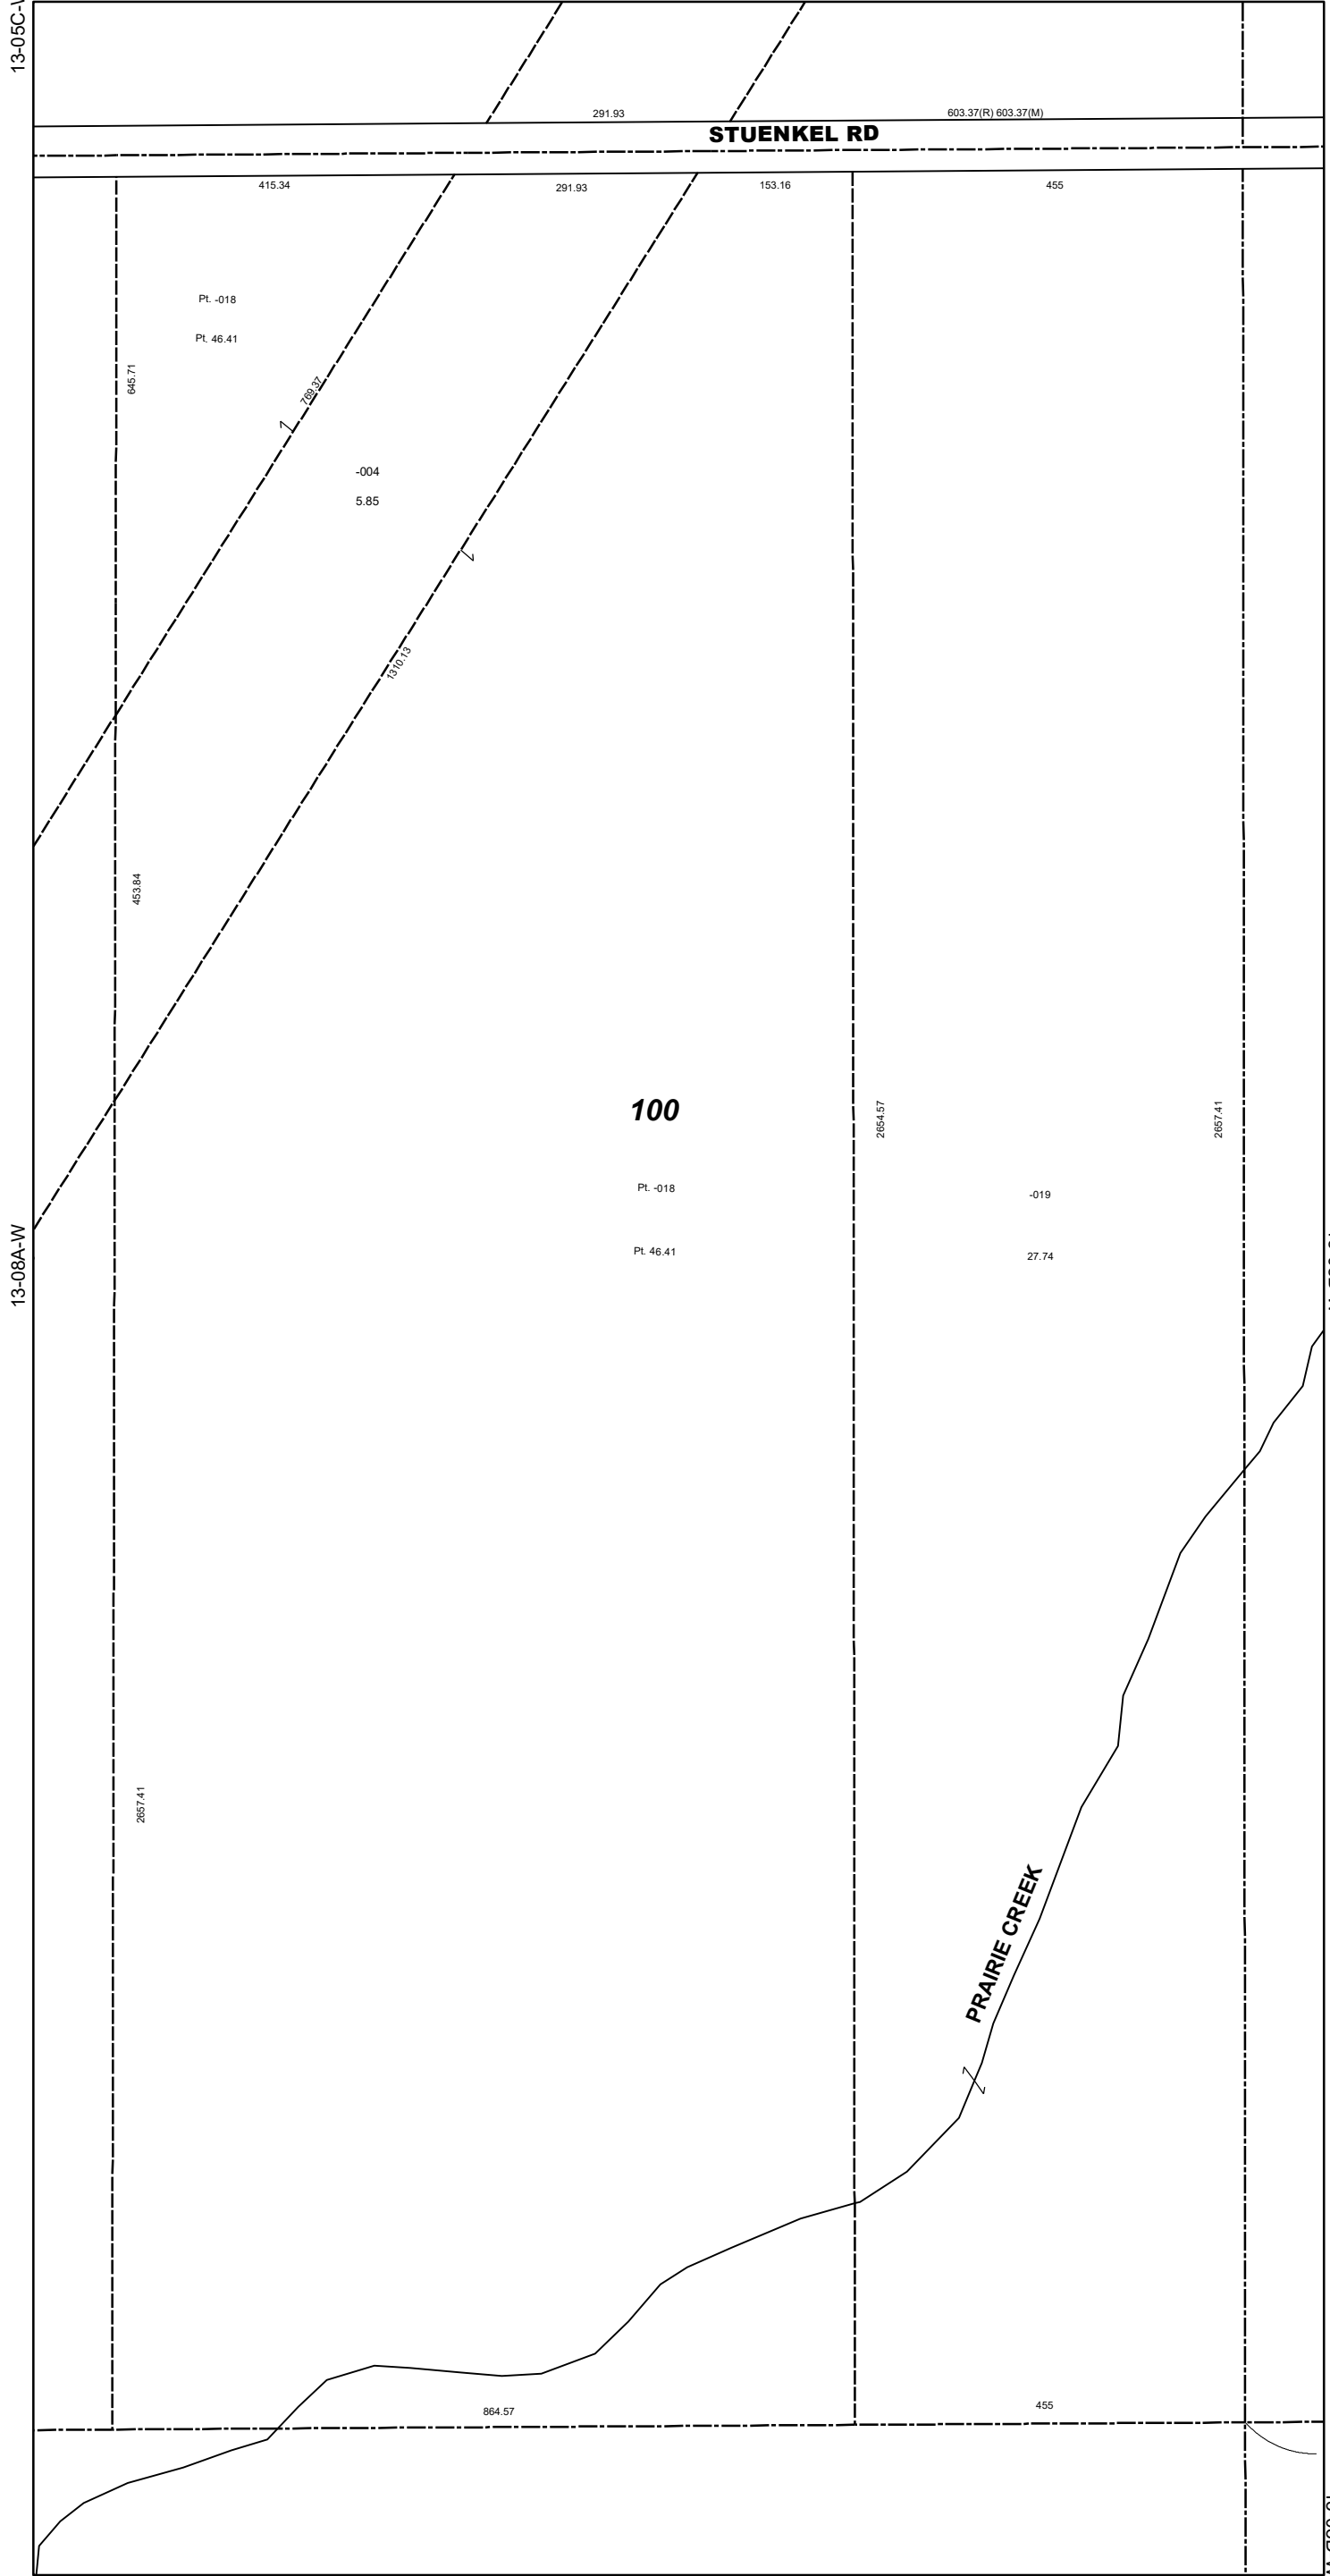 13-05C-
291.93
603.37(R) 603.37(M)
STUENKEL RD
415.34
291.93
153.16
455
Pt. -018
Pt. 46.41
645.71
769.37
-004
5.85
1310.13
453.84
100
2654.57
2657.41
Pt. -018
-019
13-08A-W
Pt. 46.41
27.74
2657.41
PRAIRIE CREEK
864.57
455